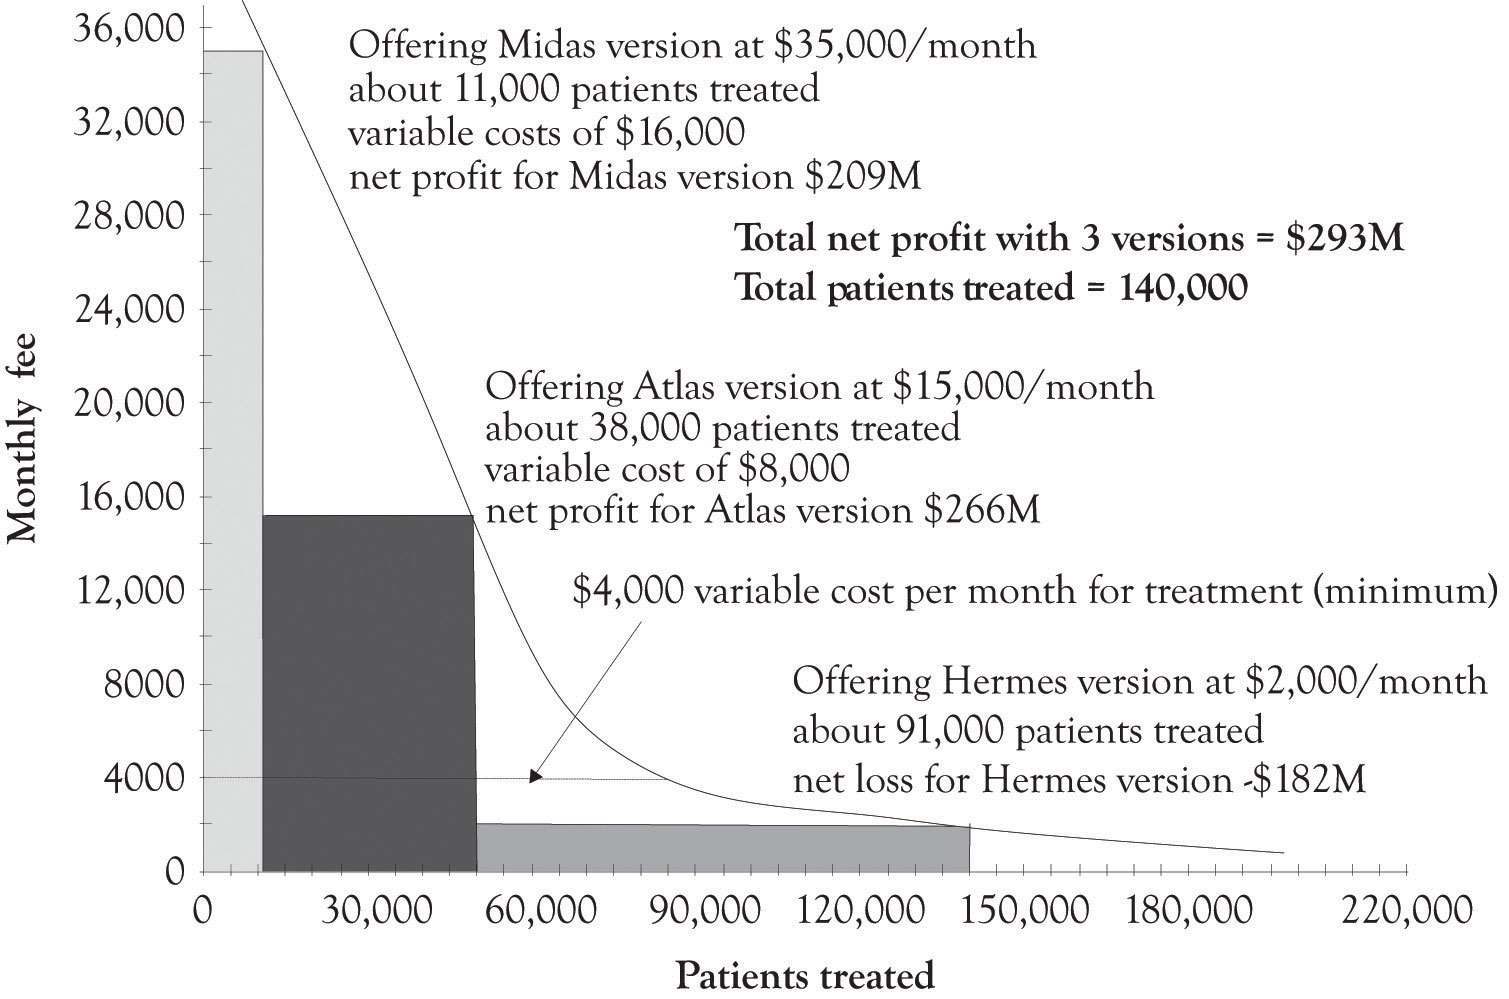 36,000
32,000
28,000
24,000
20,000
16,000
12,000
8000
4000
0
Monthly fee
Offering Midas version at $35,000/month
about 11,000 patients treated
variable costs of $16,000
net profit for Midas version $209M
Total net profit with 3 versions = $293M
Total patients treated = 140,000
Offering Atlas version at $15,000/month
about 38,000 patients treated
variable cost of $8,000
net profit for Atlas version $266M
$4,000 variable cost per month for treatment (minimum)
Offering Hermes version at $2,000/month
about 91,000 patients treated
net loss for Hermes version -$182M
0 30,000 60,000 90,000 120,000 150,000 180,000 220,000
Patients treated